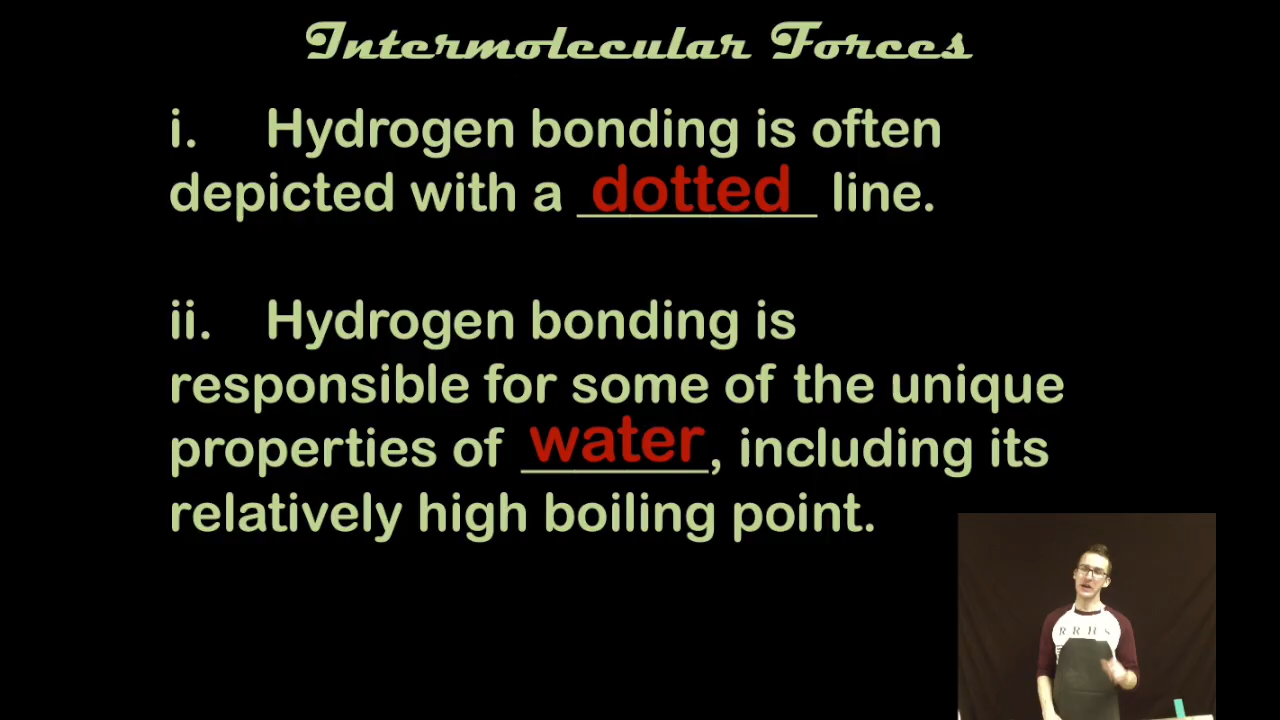 Intermolecular Forces
i. Hydrogen bonding is often
depicted with a dotted line.
ii. Hydrogen bonding is
responsible for some of the unique
properties of water, including its
relatively high boiling point.
R R H S